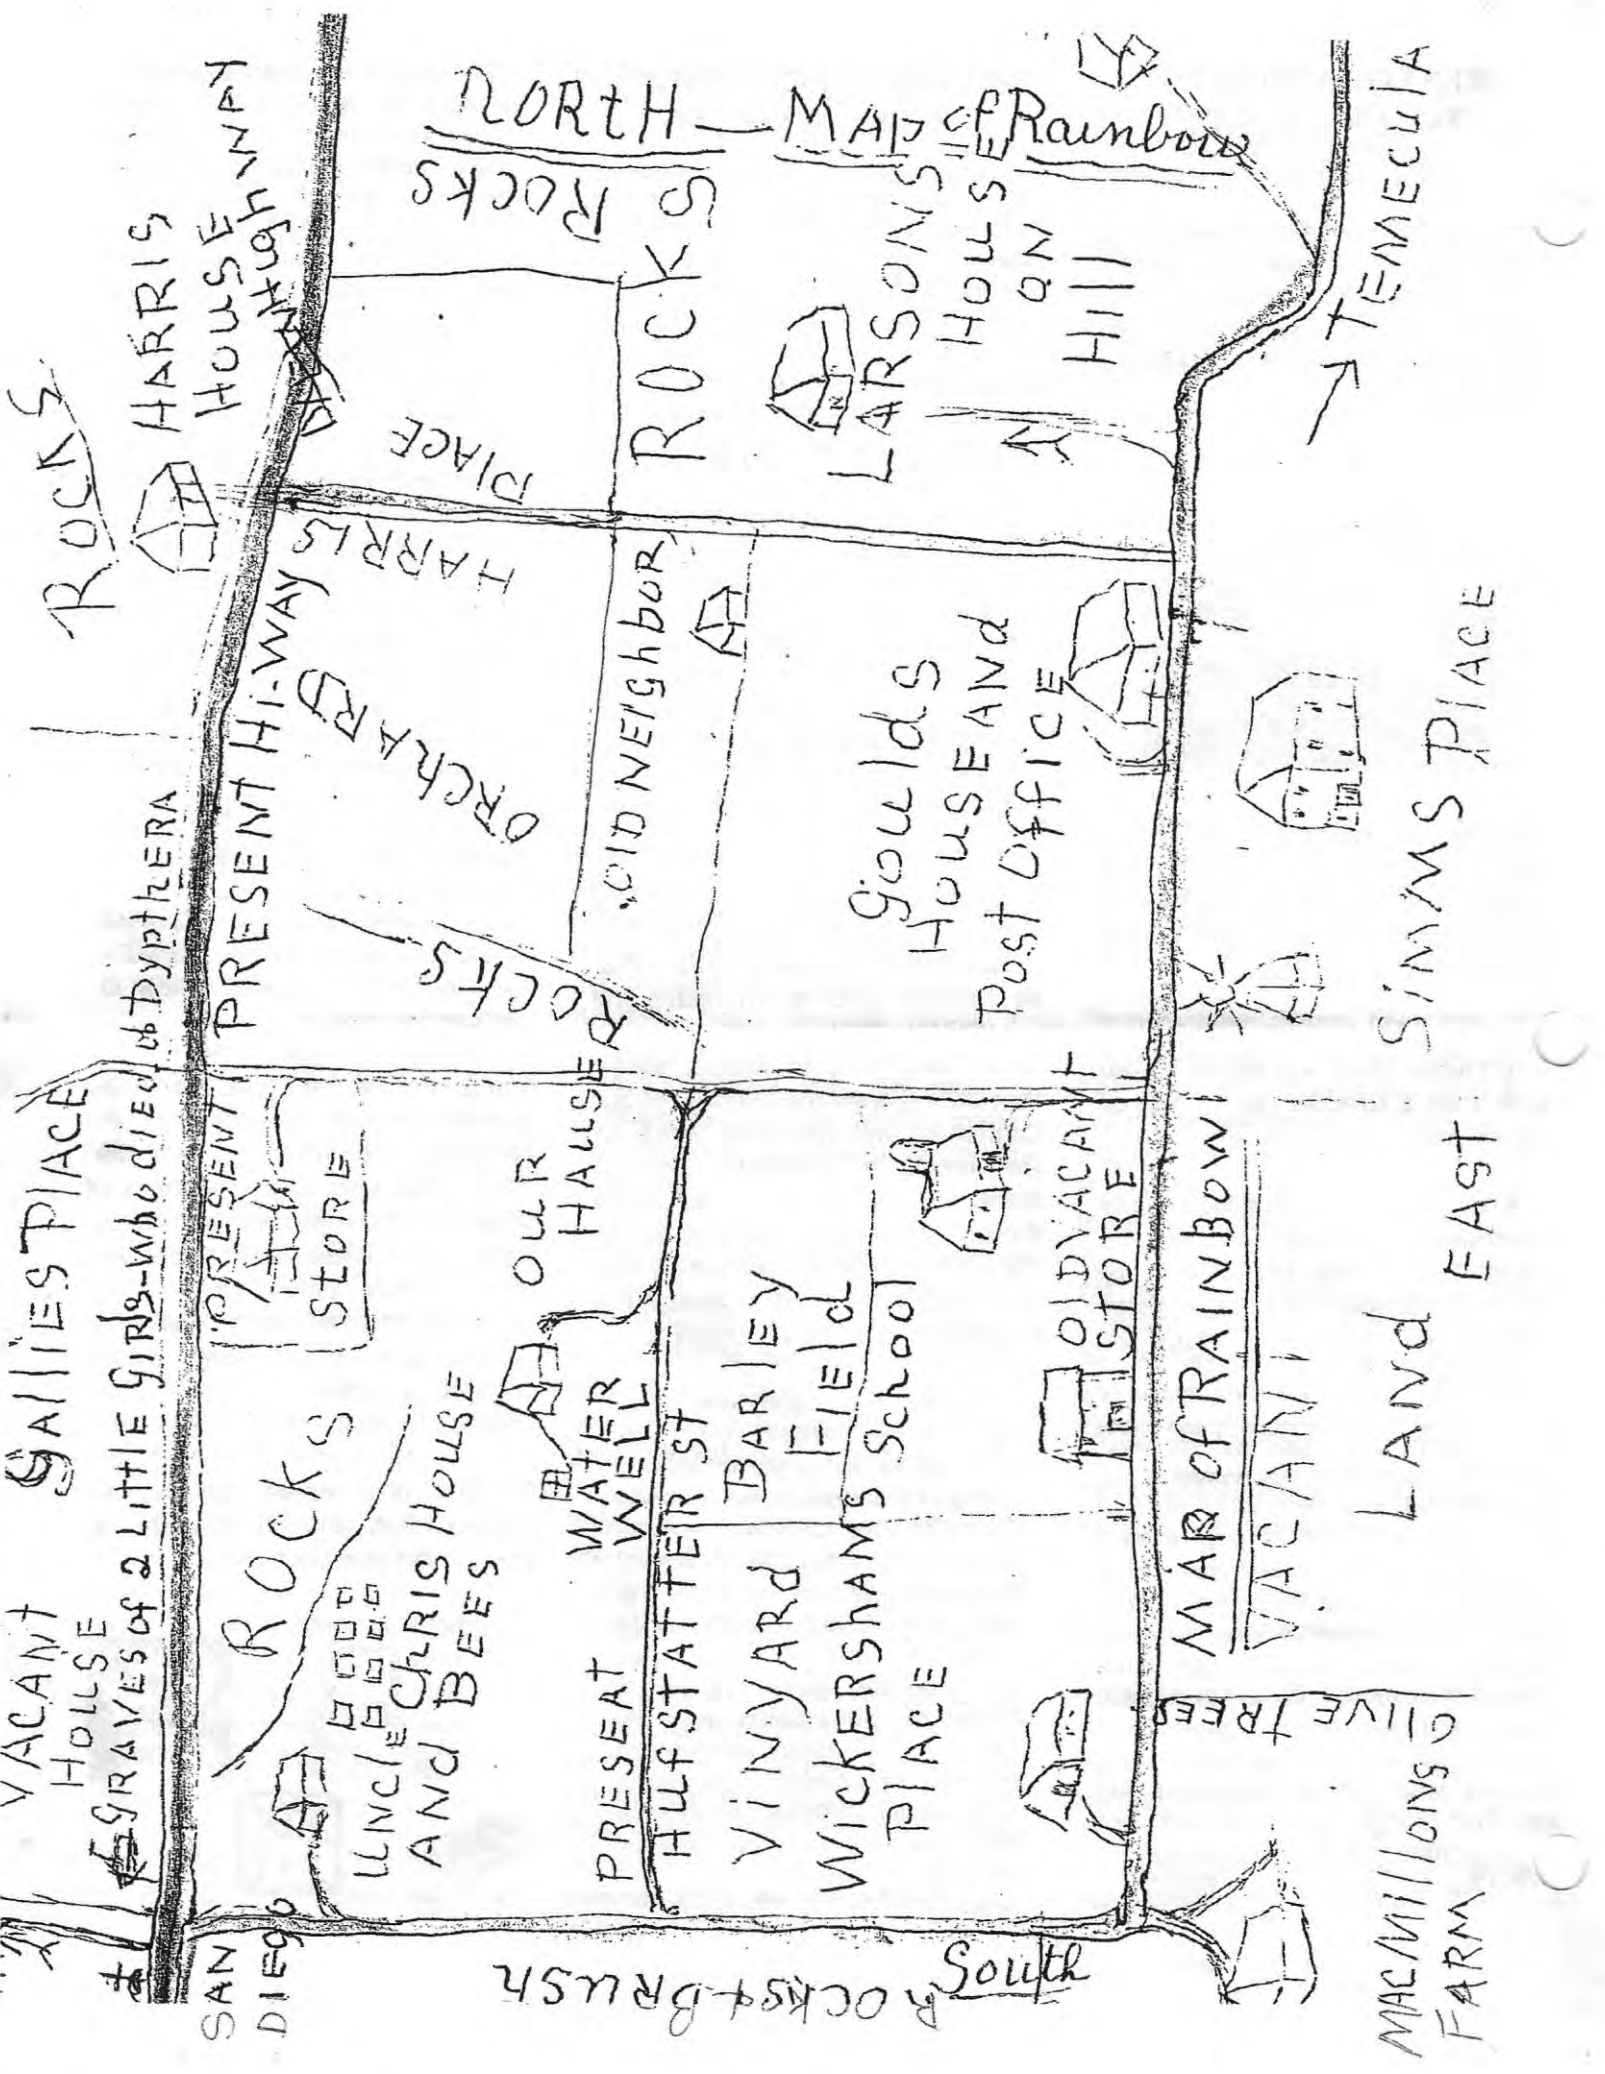 NORTH — MAP of Rainbow
ROCKS
ROCKS
HARRIS
HOUSE
HighWAY
ROCKS
LARSONS
HOUSE
ON
Hill
→ TEMECULA
HARRIS
PlACE
ORCHARD
PRESENT Hi-WAY
OlD NEIGHBOR
Goulds
HOUSE AND
POST OFFICE
SIMMS PlACE
ROCKS
GAlliES PlACE
GRAVES of 2 LittlE GIRls-Who diEd of DypthERA
VACANT
HOUSE
PRESENT
STORE
ROCKS
OUR
HOUSE
HALLS
WATER
WELL
UNClE ChRIS HOUSE
AND BEES
PRESEAT
HUfSTATTER ST
BARlEY
FIEld
School
VINYARD
WICKERShAMS
PlACE
OlD VACANT
STORE
MAP of RAINBOW
VACANT
LAND
EAST
OlIVE TREES
MACMillONS
FARM
SAN
DIEGO
ROCKS & BRUSH
South